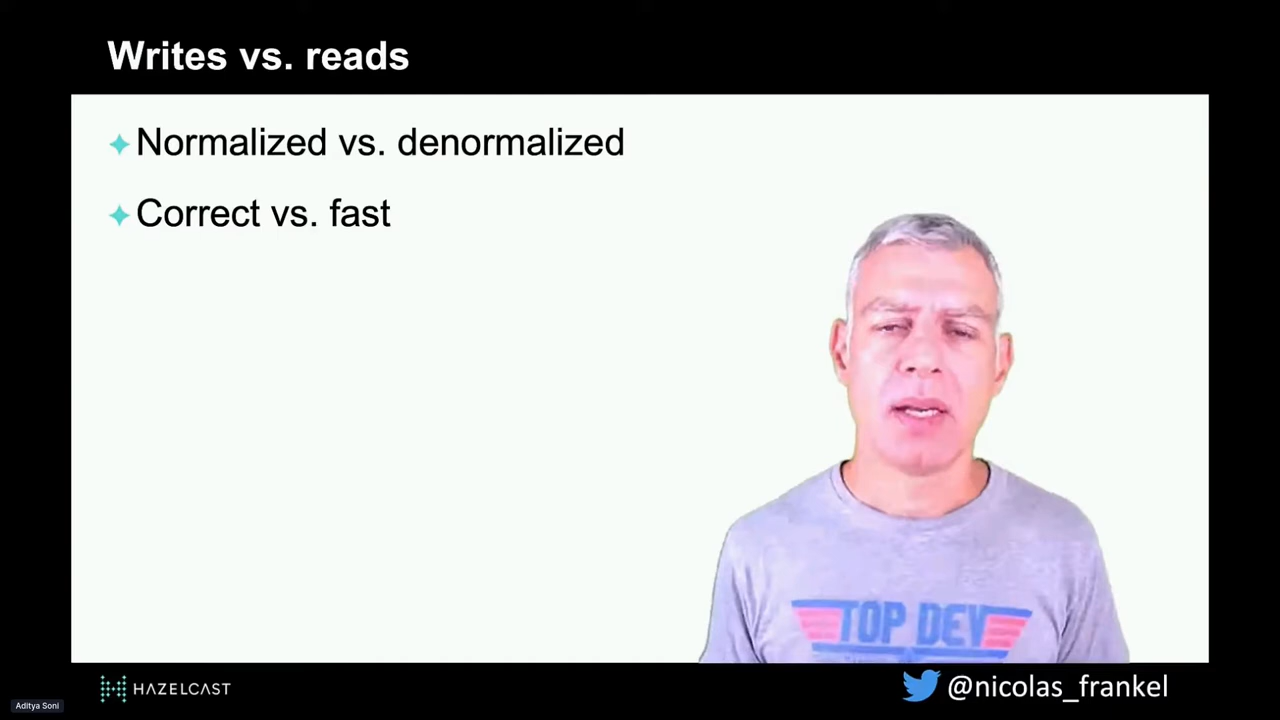 Writes vs. reads
Normalized vs. denormalized
Correct vs. fast
TOP DEV
HAZELCAST
@nicolas_frankel
Aditya Soni